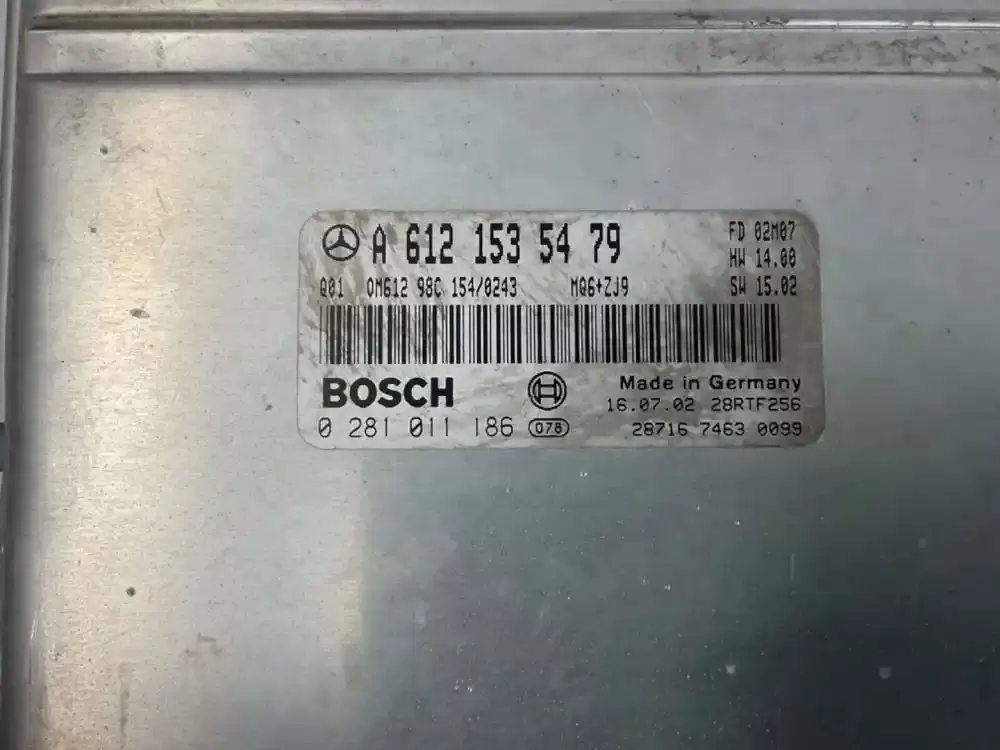 A 612 153 54 79
FD 02M07
HW 14.00
Q01 OM612 98C 154/0243 MQ6+ZJ9
SW 15.02
BOSCH
Made in Germany
16.07.02 28RTF256
0 281 011 186 078
28716 7463 0099